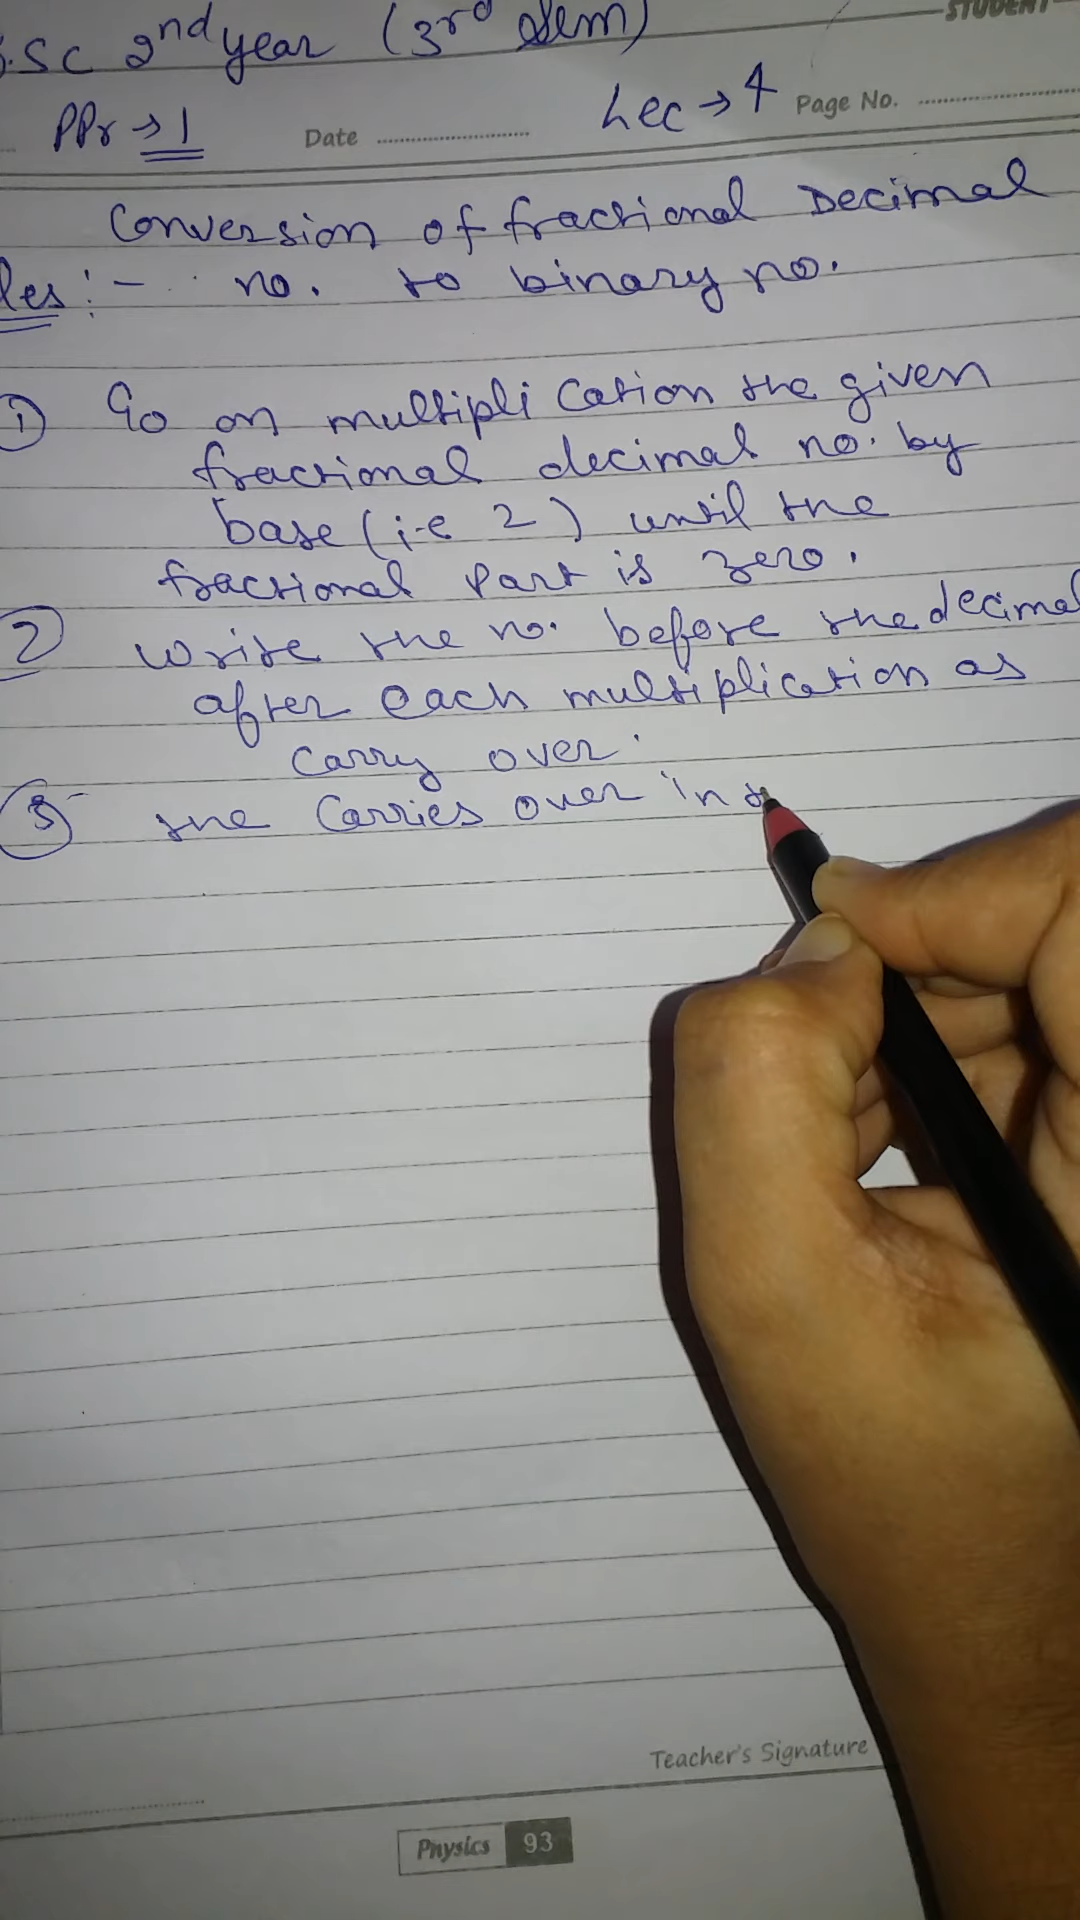 B.SC 2nd year (3rd Sem)
STUDENT
PPr → 1
Date
Lec → 4
Page No.
Conversion of fractional Decimal
les :- no. to binary no.
① Go on multipli cation the given
fractional decimal no. by
base (i-e 2) until the
fractional Part is zero.
2 write the no. before the decimal
after each multiplication as
Carry over.
③ the Carries over in
Teacher's Signature
Physics 93